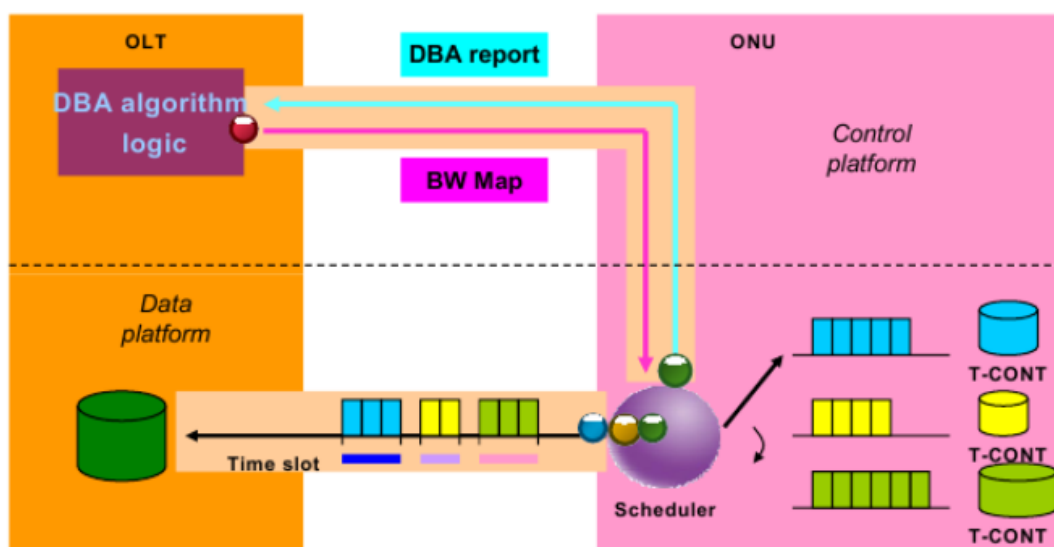 OLT
ONU
DBA report
DBA algorithm
logic
Control
platform
BW Map
Data
platform
T-CONT
Time slot
T-CONT
Scheduler
T-CONT